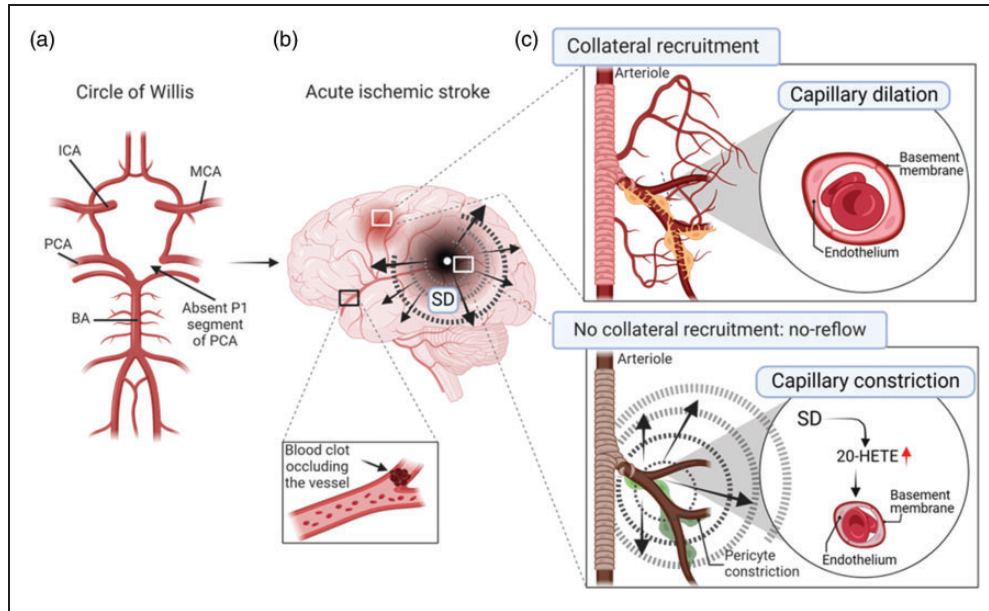 (a)
Circle of Willis
ICA
MCA
PCA
BA
Absent P1
segment
of PCA
(b)
Acute ischemic stroke
SD
Blood clot
occluding
the vessel
(c)
Collateral recruitment
Arteriole
Capillary dilation
Basement
membrane
Endothelium
No collateral recruitment: no-reflow
Arteriole
Capillary constriction
SD
20-HETE
Basement
membrane
Endothelium
Pericyte
constriction